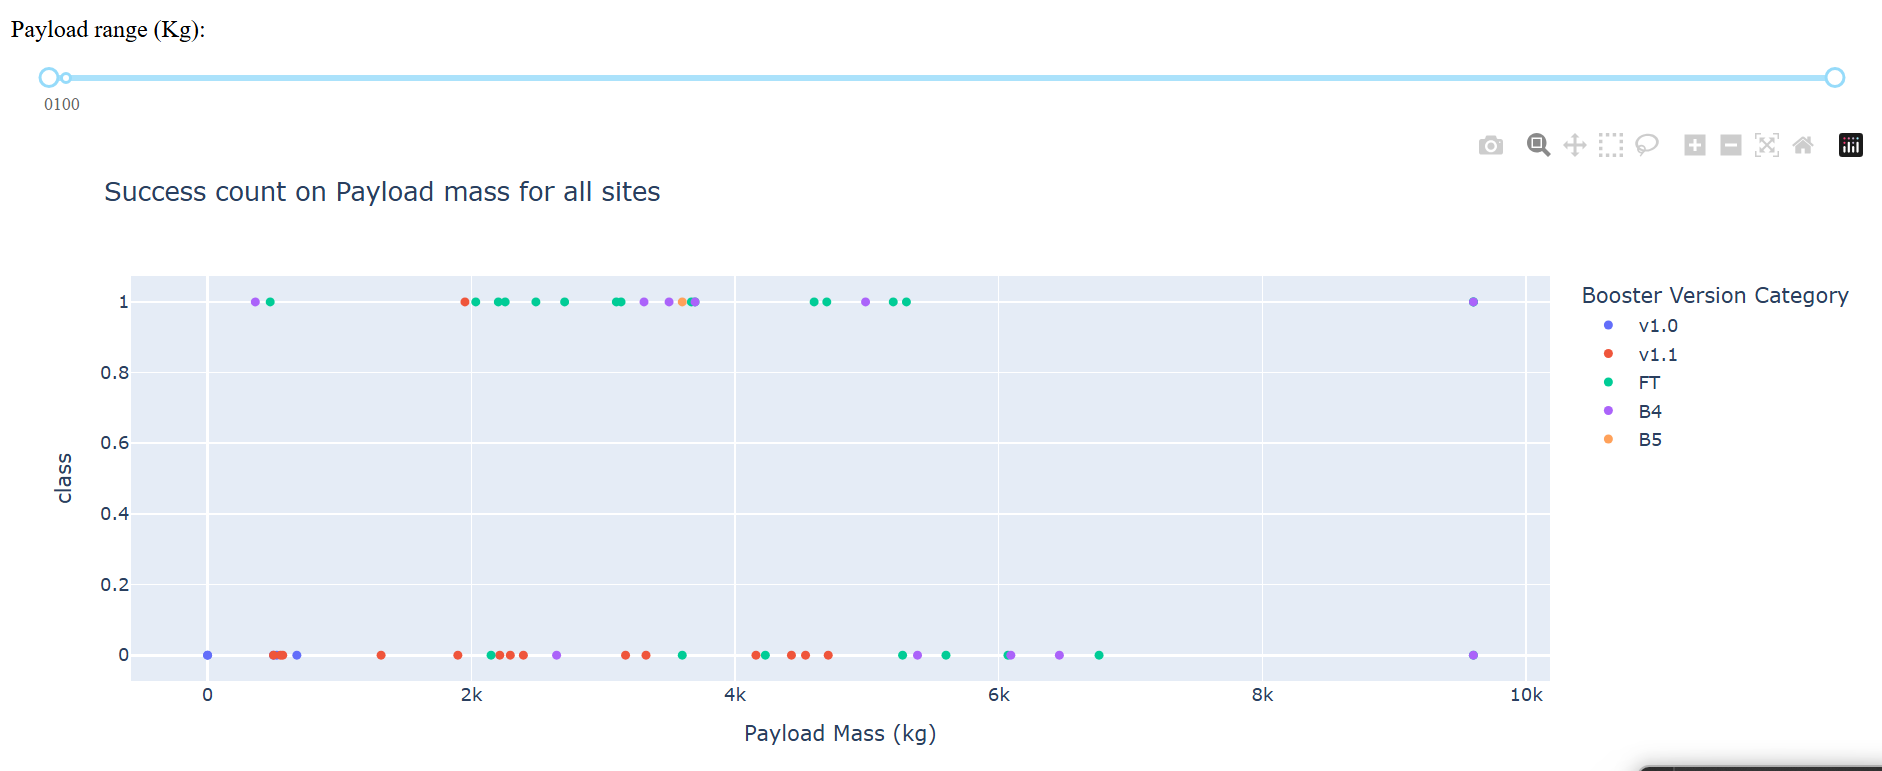 Payload range (Kg):
0100
Success count on Payload mass for all sites
Booster Version Category
v1.0
v1.1
FT
B4
B5
class
1
0.8
0.6
0.4
0.2
0
0 2k 4k 6k 8k 10k
Payload Mass (kg)